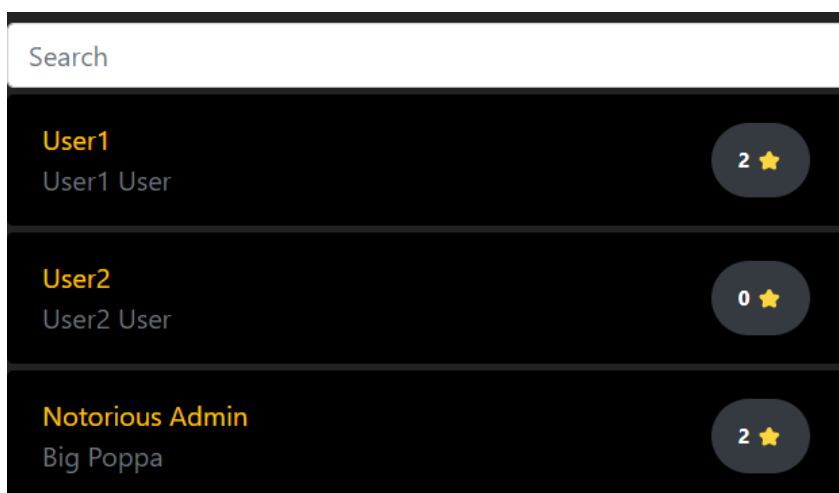 Search
User1
User1 User
2
User2
User2 User
0
Notorious Admin
Big Poppa
2